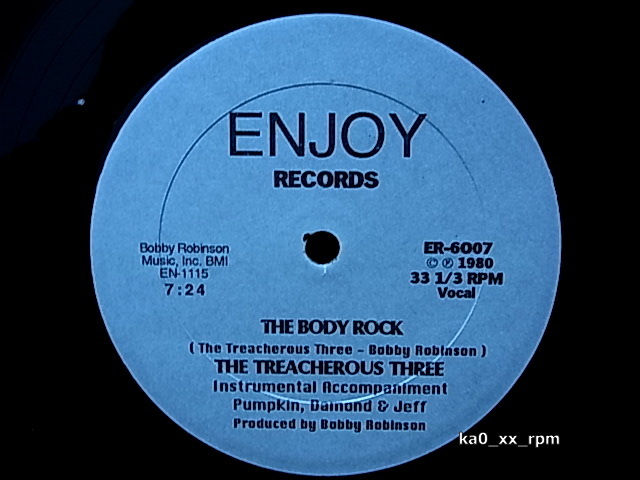 ENJOY
RECORDS
Bobby Robinson
Music, Inc. BMI
EN-1115
7:24
ER-6007
© ℗ 1980
33 1/3 RPM
Vocal
THE BODY ROCK
( The Treacherous Three - Bobby Robinson )
THE TREACHEROUS THREE
Instrumental Accompaniment
Pumpkin, Daimond & Jeff
Produced by Bobby Robinson
ka0_xx_rpm